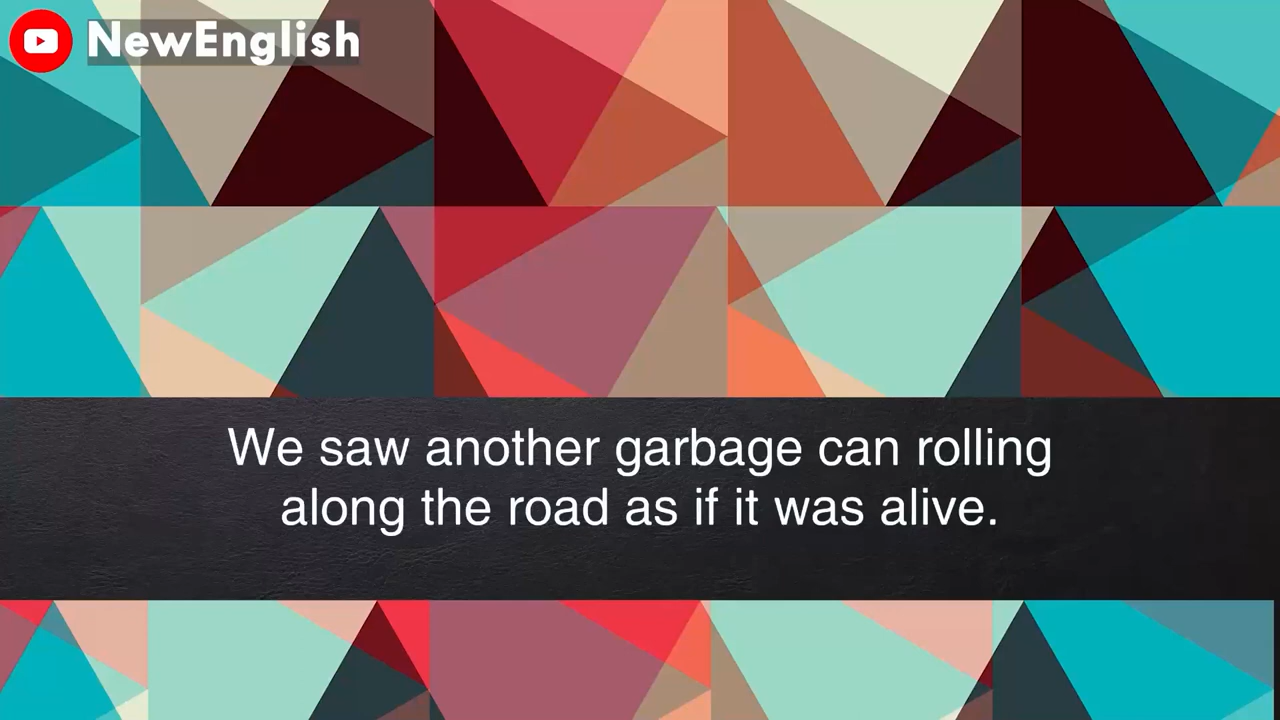 NewEnglish
We saw another garbage can rolling
along the road as if it was alive.